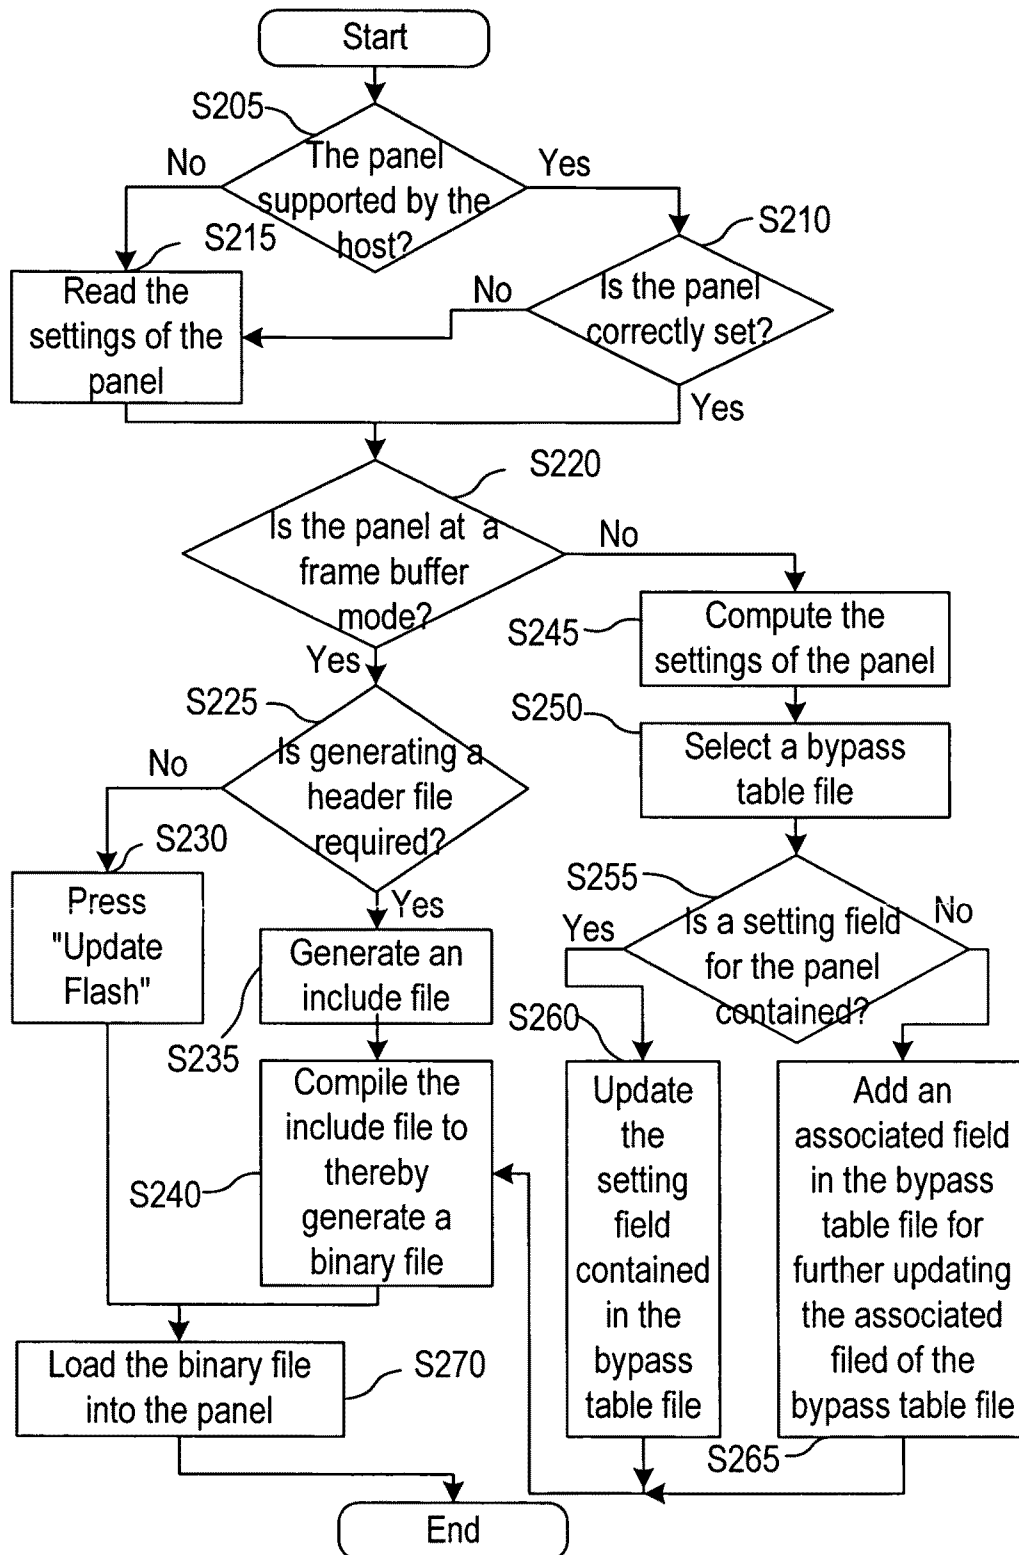 Start
S205
No
The panel
supported by the
host?
Yes
S215
Read the
settings of the
panel
S210
No
Is the panel
correctly set?
Yes
S220
Is the panel at a
frame buffer
mode?
No
Yes
S245
Compute the
settings of the panel
S225
No
Is generating a
header file
required?
Yes
S250
Select a bypass
table file
S230
Press
"Update
Flash"
S255
Yes
Is a setting field
for the panel
contained?
No
Generate an
include file
S235
S260
Compile the
include file to
thereby
generate a
binary file
S240
Update
the
setting
field
contained
in the
bypass
table file
Add an
associated field
in the bypass
table file for
further updating
the associated
filed of the
bypass table file
S265
Load the binary file
into the panel
S270
End